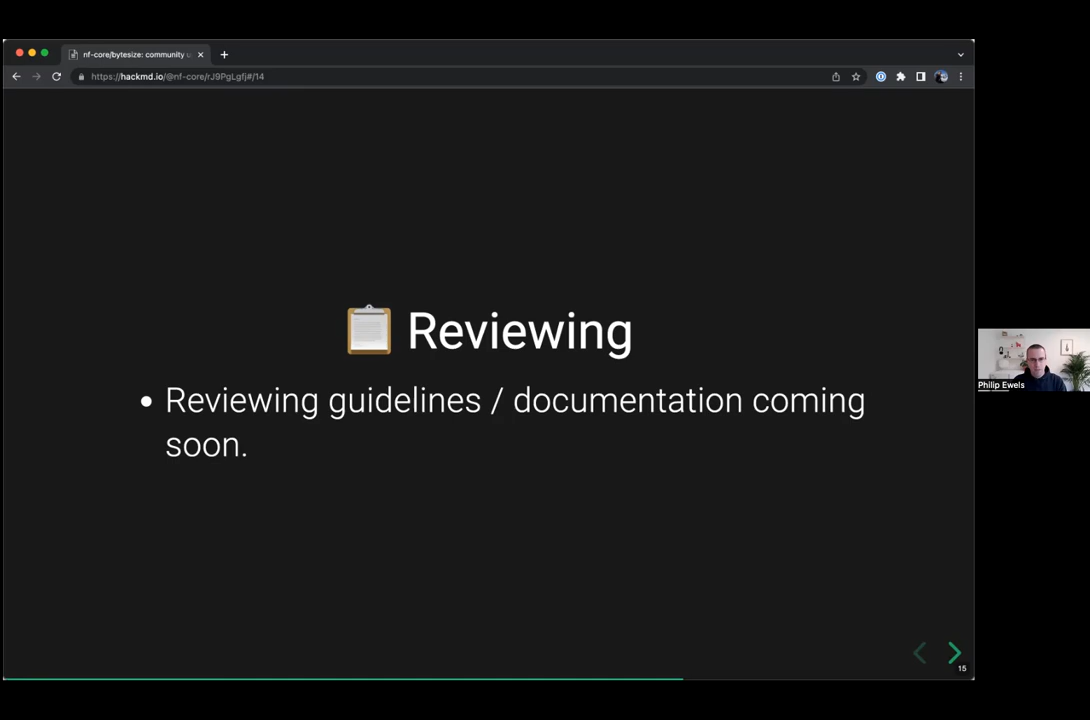 nf-core/bytesize: community u
https://hackmd.io/@nf-core/rJ9PgLgfj#/14
Reviewing
Reviewing guidelines / documentation coming
soon.
Philip Ewels
15